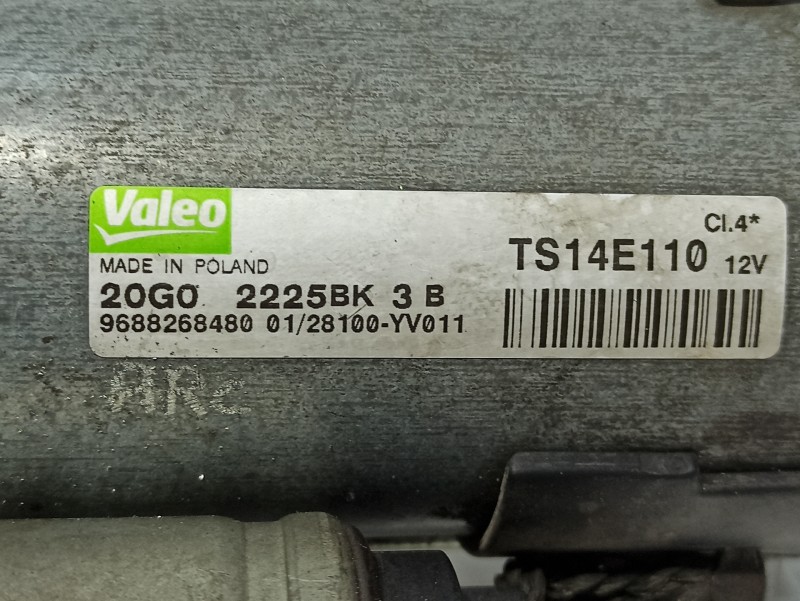 Valeo
MADE IN POLAND
Cl.4*
TS14E110 12V
20G0 2225BK 3 B
9688268480 01/28100-YV011